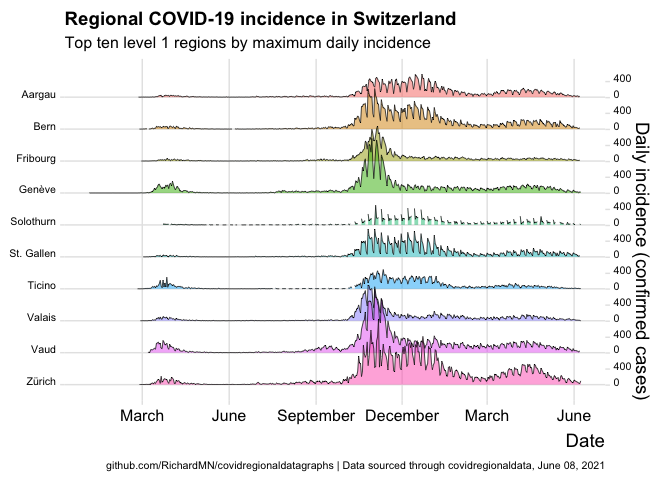 Regional COVID-19 incidence in Switzerland
Top ten level 1 regions by maximum daily incidence
Aargau
400
0
Bern
400
0
Fribourg
400
0
Genève
400
0
Solothurn
400
0
St. Gallen
400
0
Ticino
400
0
Valais
400
0
Vaud
400
0
Zürich
400
0
Daily incidence (confirmed cases)
March June September December March June
Date
github.com/RichardMN/covidregionaldatagraphs | Data sourced through covidregionaldata, June 08, 2021